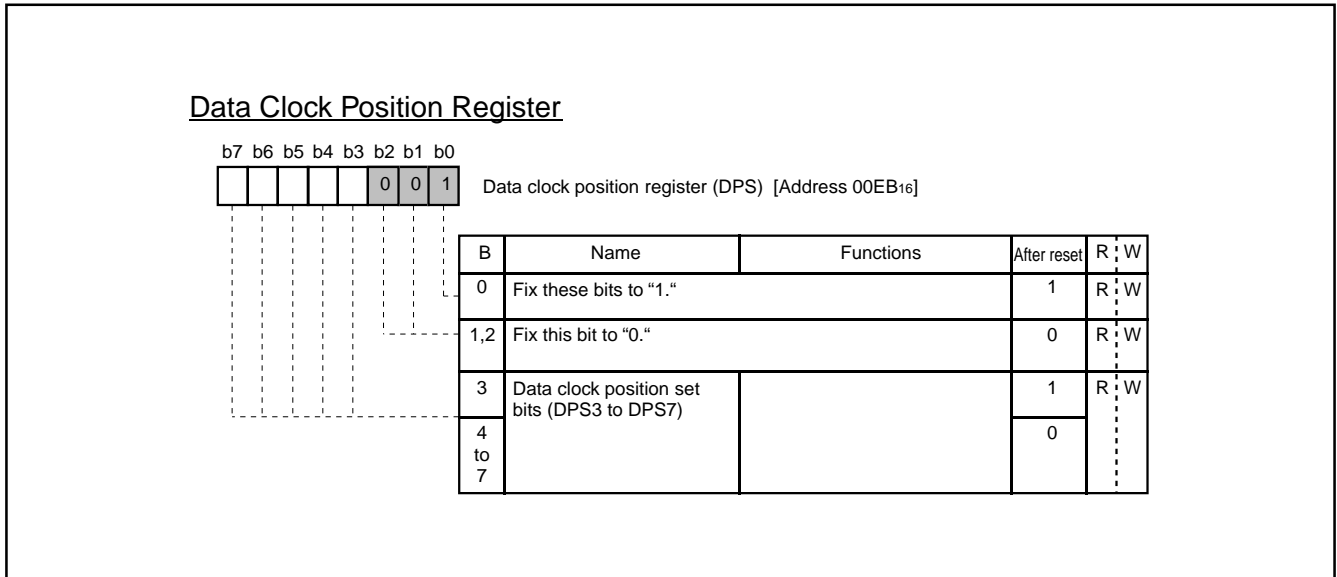 Data Clock Position Register
b7 b6 b5 b4 b3 b2 b1 b0
0 0 1
Data clock position register (DPS) [Address 00EB16]
B Name Functions After reset R W
0 Fix these bits to “1.“ 1 R W
1,2 Fix this bit to “0.“ 0 R W
3 Data clock position set 1 R W
bits (DPS3 to DPS7)
4 0
to
7